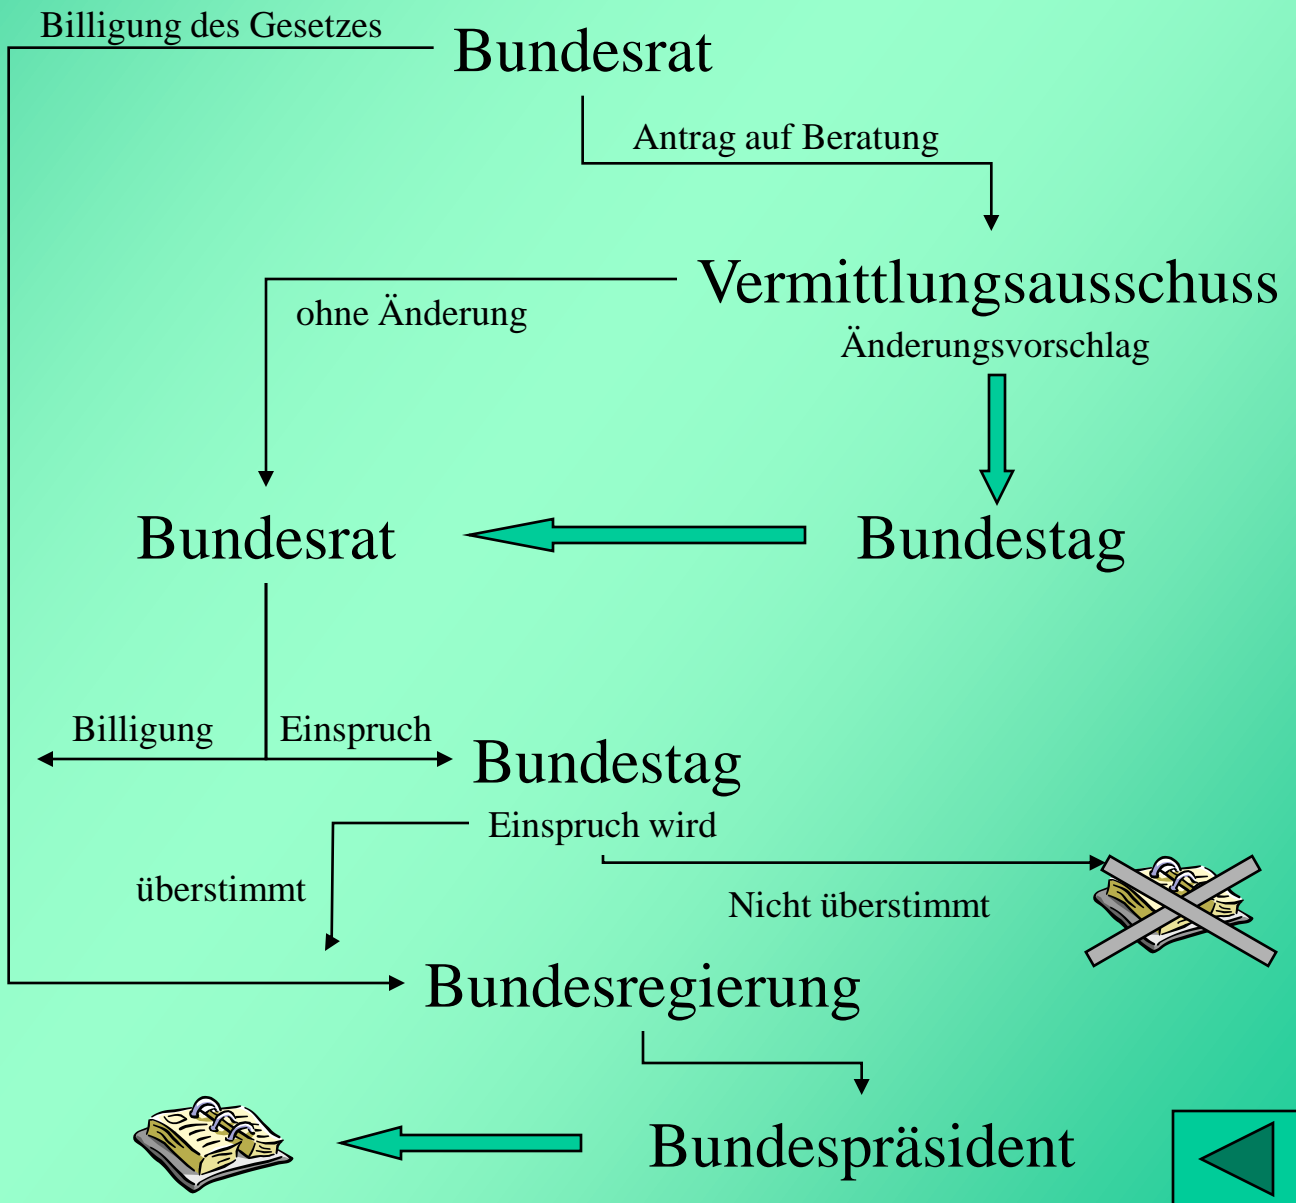 Billigung des Gesetzes
Bundesrat
Antrag auf Beratung
Vermittlungsausschuss
ohne Änderung
Änderungsvorschlag
Bundesrat
Bundestag
Billigung
Einspruch
Bundestag
Einspruch wird
überstimmt
Nicht überstimmt
Bundesregierung
Bundespräsident